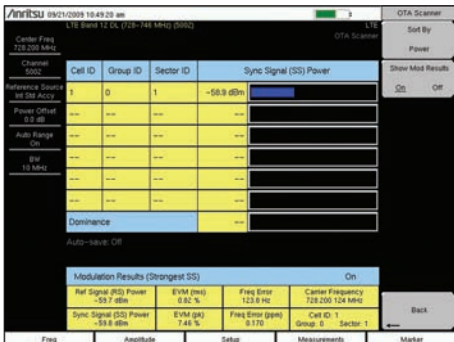 Anritsu 09/21/2009 10:49:20 am
OTA Scanner
LTE Band 12 DL (728-746 MHz) (5002)
LTE
OTA Scanner
Sort By
Power
Center Freq
728.200 MHz
Channel
5002
Show Mod Results
On Off
Cell ID Group ID Sector ID Sync Signal (SS) Power
Reference Source
Int Std Accy
1 0 1 -58.9 dBm
Power Offset
0.0 dB
-- -- -- --
Auto Range
On
-- -- -- --
BW
10 MHz
-- -- -- --
-- -- -- --
-- -- -- --
Dominance --
Auto-save: Off
Modulation Results (Strongest SS) On
Ref Signal (RS) Power
-59.7 dBm
EVM (rms)
0.82 %
Freq Error
123.8 Hz
Carrier Frequency
728.200 124 MHz
Sync Signal (SS) Power
-59.8 dBm
EVM (pk)
7.46 %
Freq Error (ppm)
0.170
Cell ID: 1
Group: 0 Sector: 1
Back
Freq Amplitude Setup Measurements Marker